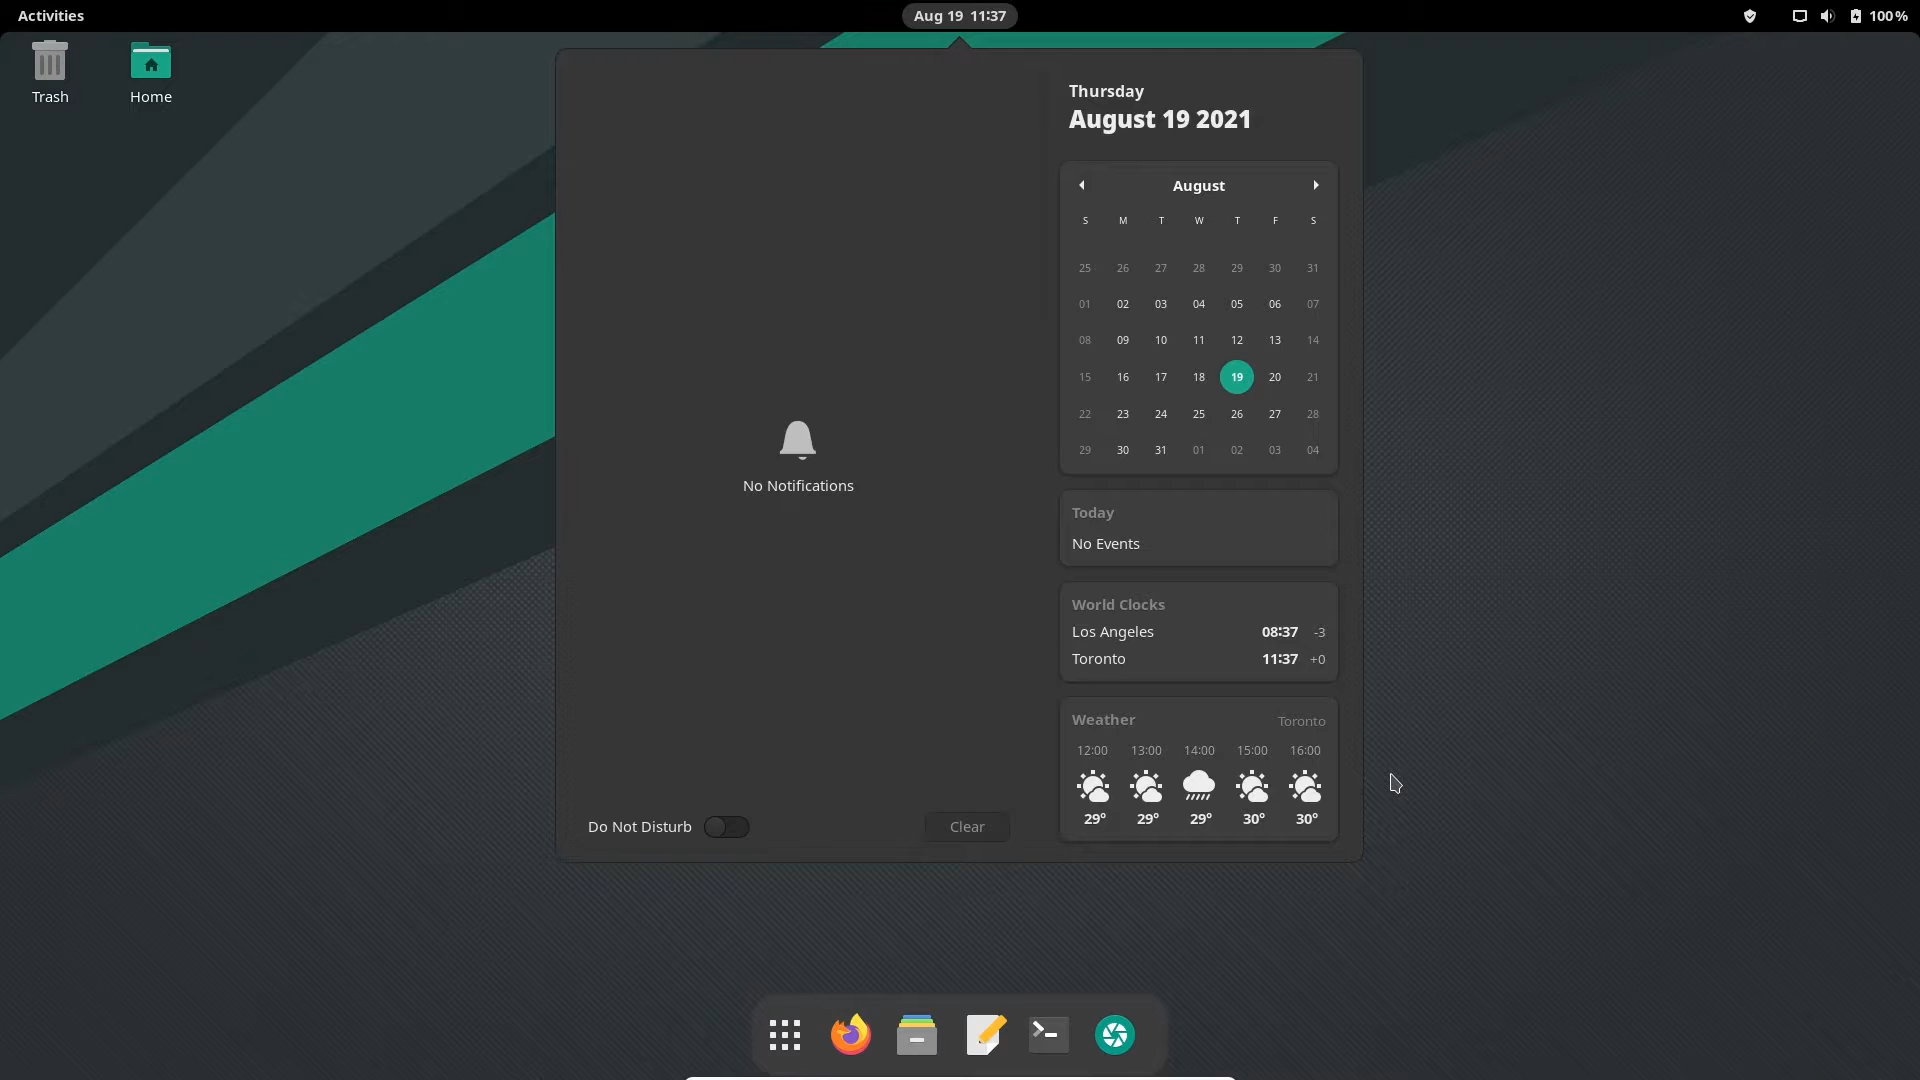 Activities
Aug 19 11:37
100 %
Trash
Home
No Notifications
Do Not Disturb
Clear
Thursday
August 19 2021
August
S M T W T F S
25 26 27 28 29 30 31
01 02 03 04 05 06 07
08 09 10 11 12 13 14
15 16 17 18 19 20 21
22 23 24 25 26 27 28
29 30 31 01 02 03 04
Today
No Events
World Clocks
Los Angeles 08:37 -3
Toronto 11:37 +0
Weather Toronto
12:00 13:00 14:00 15:00 16:00
29° 29° 29° 30° 30°